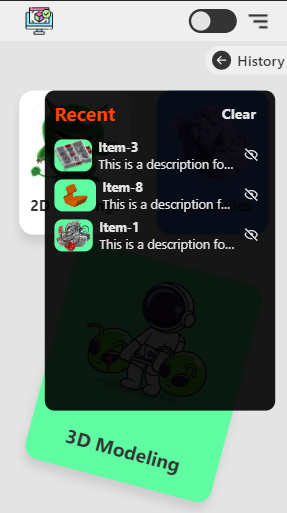 History
Recent
Clear
Item-3
This is a description fo...
Item-8
This is a description f...
Item-1
This is a description fo...
3D Modeling